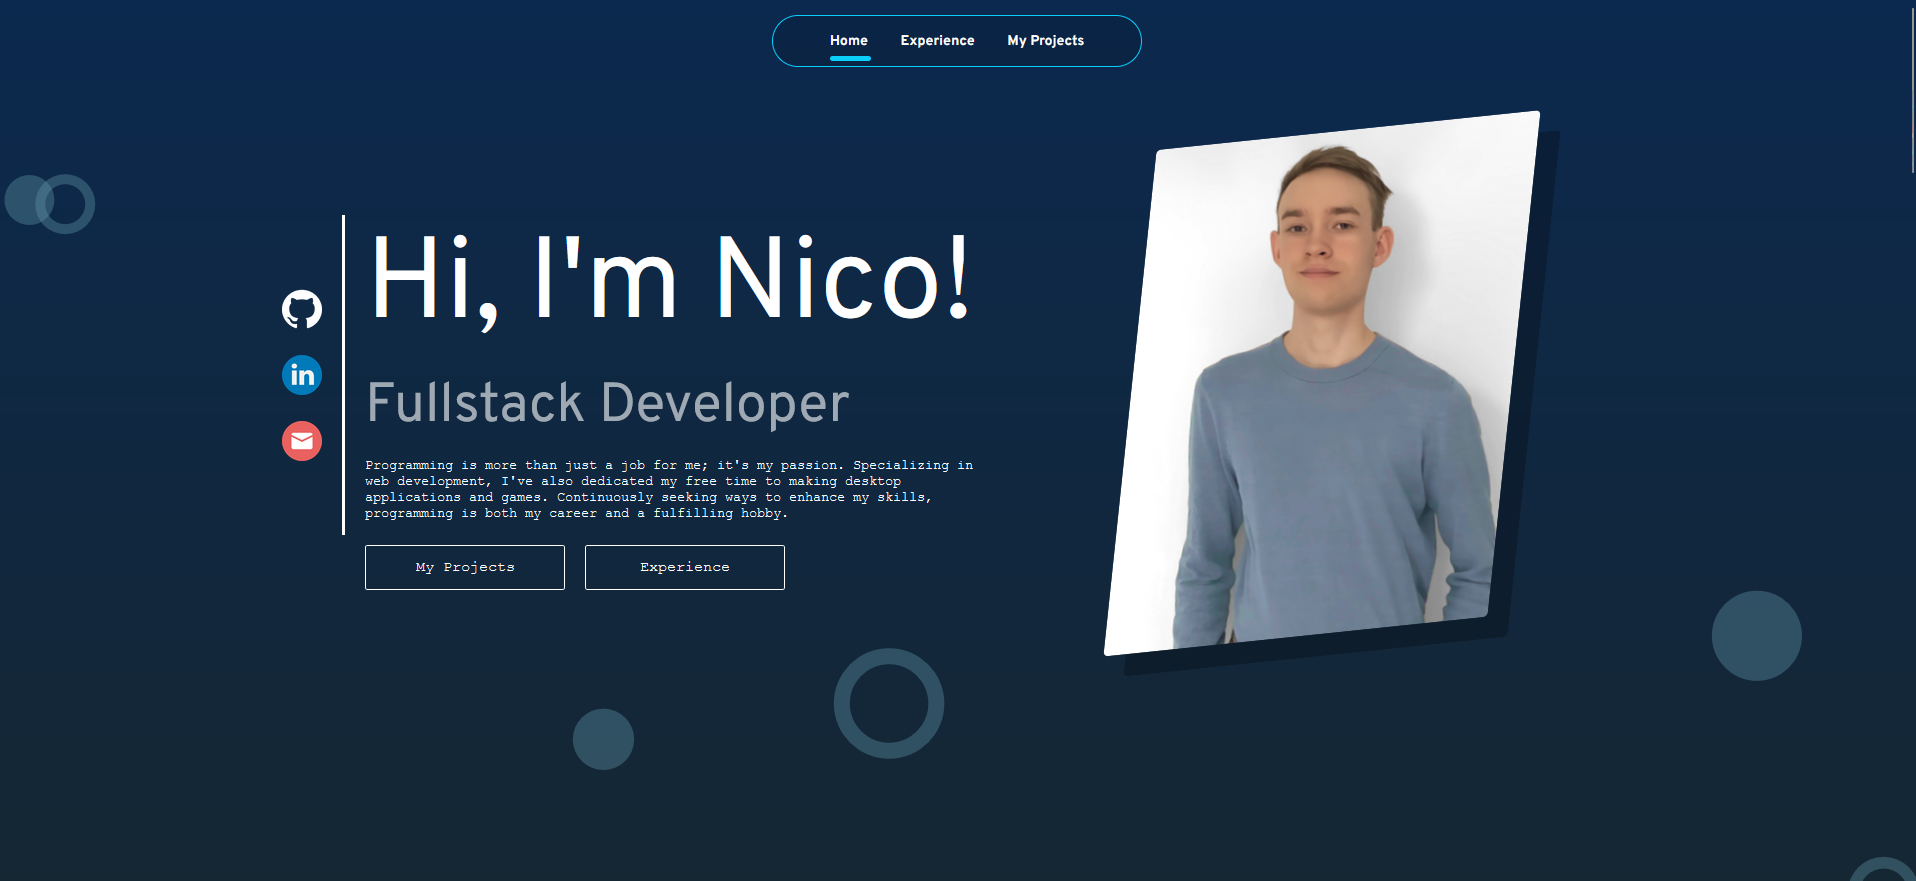 Home Experience My Projects
Hi, I'm Nico!
in
Fullstack Developer
Programming is more than just a job for me; it's my passion. Specializing in
web development, I've also dedicated my free time to making desktop
applications and games. Continuously seeking ways to enhance my skills,
programming is both my career and a fulfilling hobby.
My Projects Experience